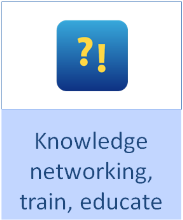 ?!
Knowledge
networking,
train, educate